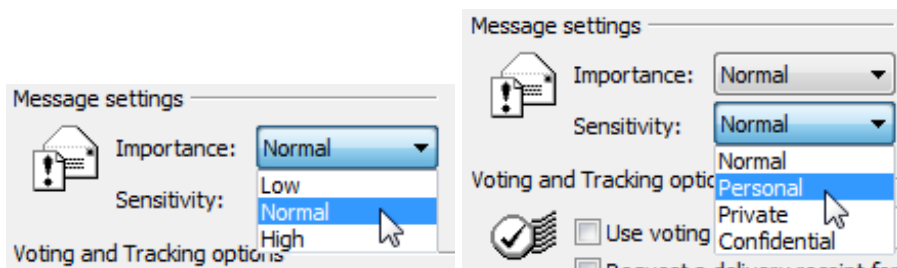 Message settings
Importance: Normal
Low
Sensitivity:
Normal
High
Voting and Tracking options
Message settings
Importance: Normal
Sensitivity: Normal
Normal
Voting and Tracking optio
Personal
Private
Use voting
Confidential